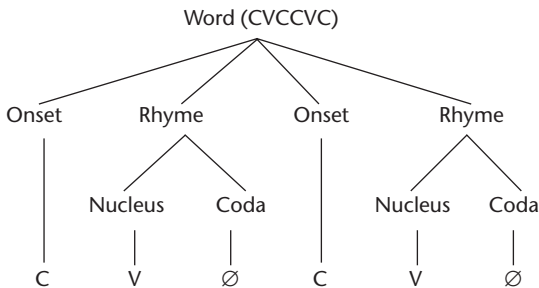 Word (CVCCVC)
Onset Rhyme Onset Rhyme
Nucleus Coda Nucleus Coda
C V ∅ C V ∅